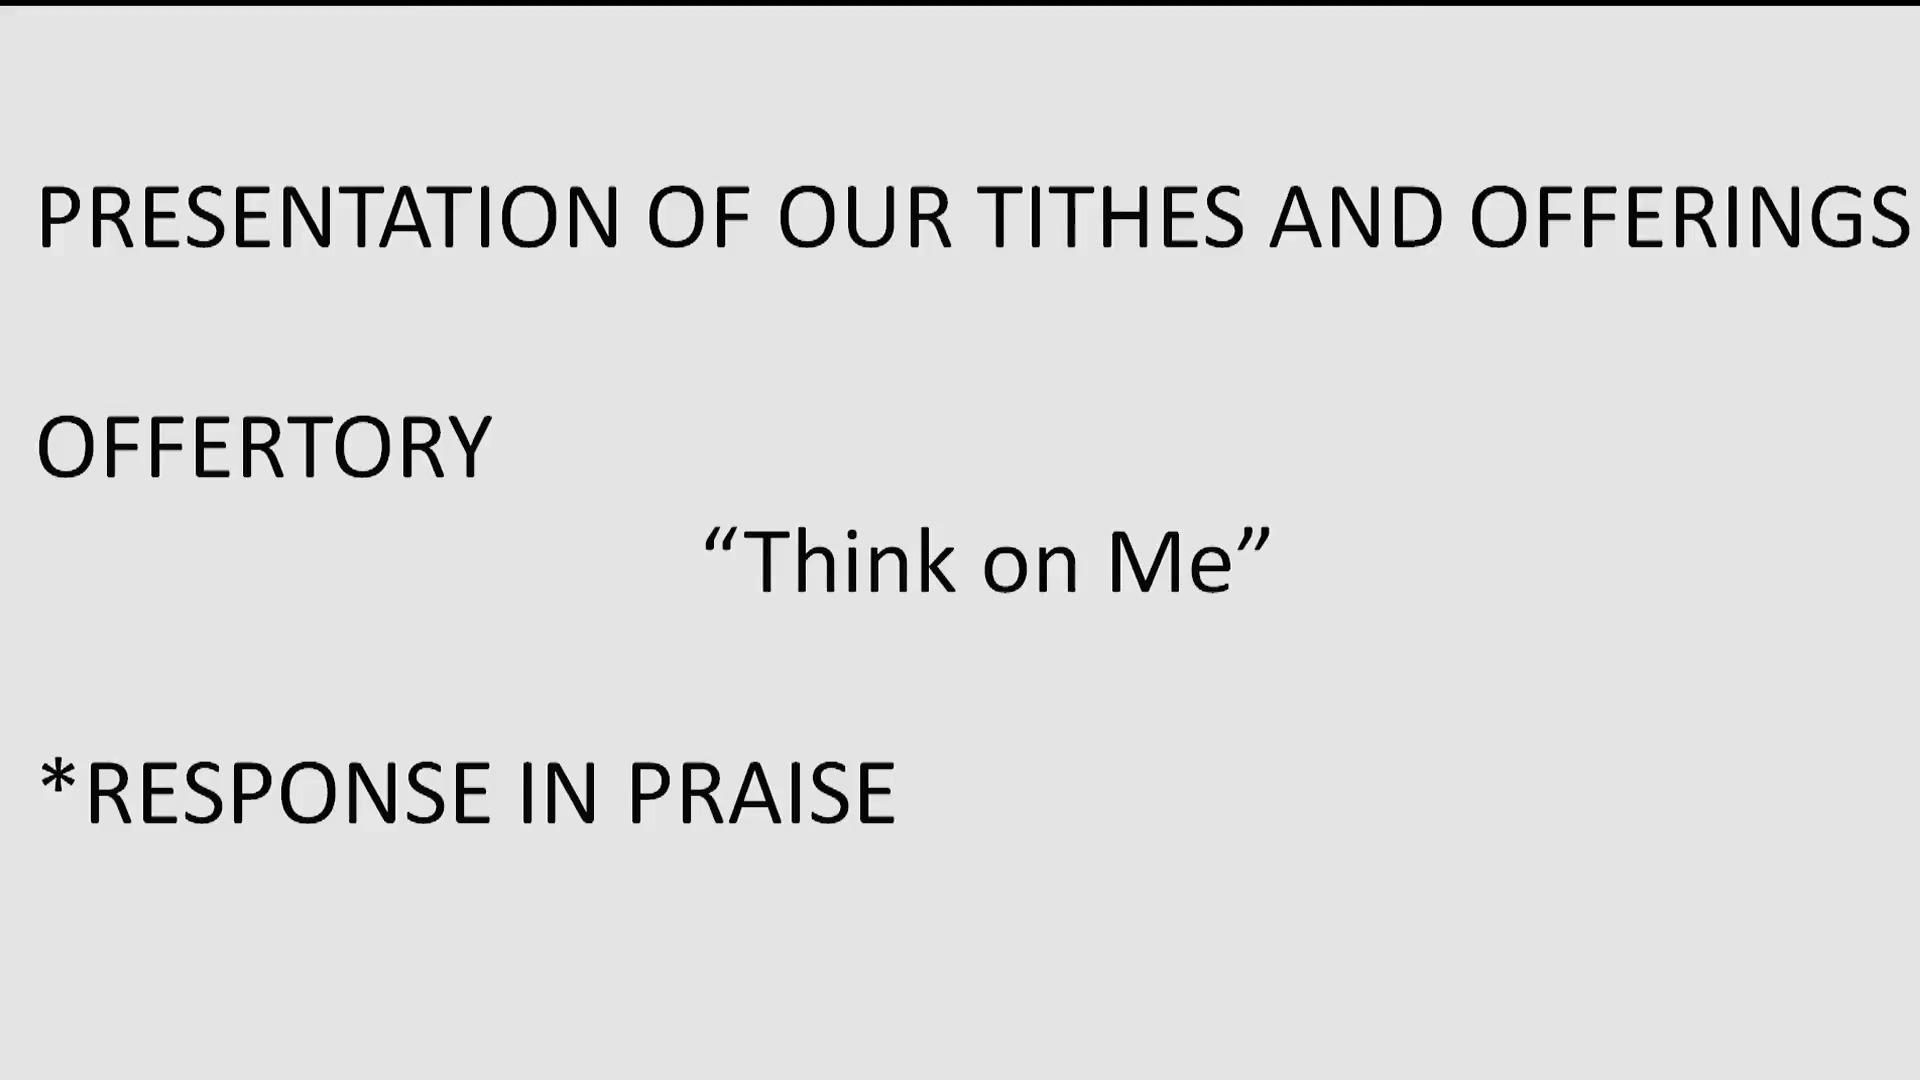 PRESENTATION OF OUR TITHES AND OFFERINGS
OFFERTORY
“Think on Me”
*RESPONSE IN PRAISE